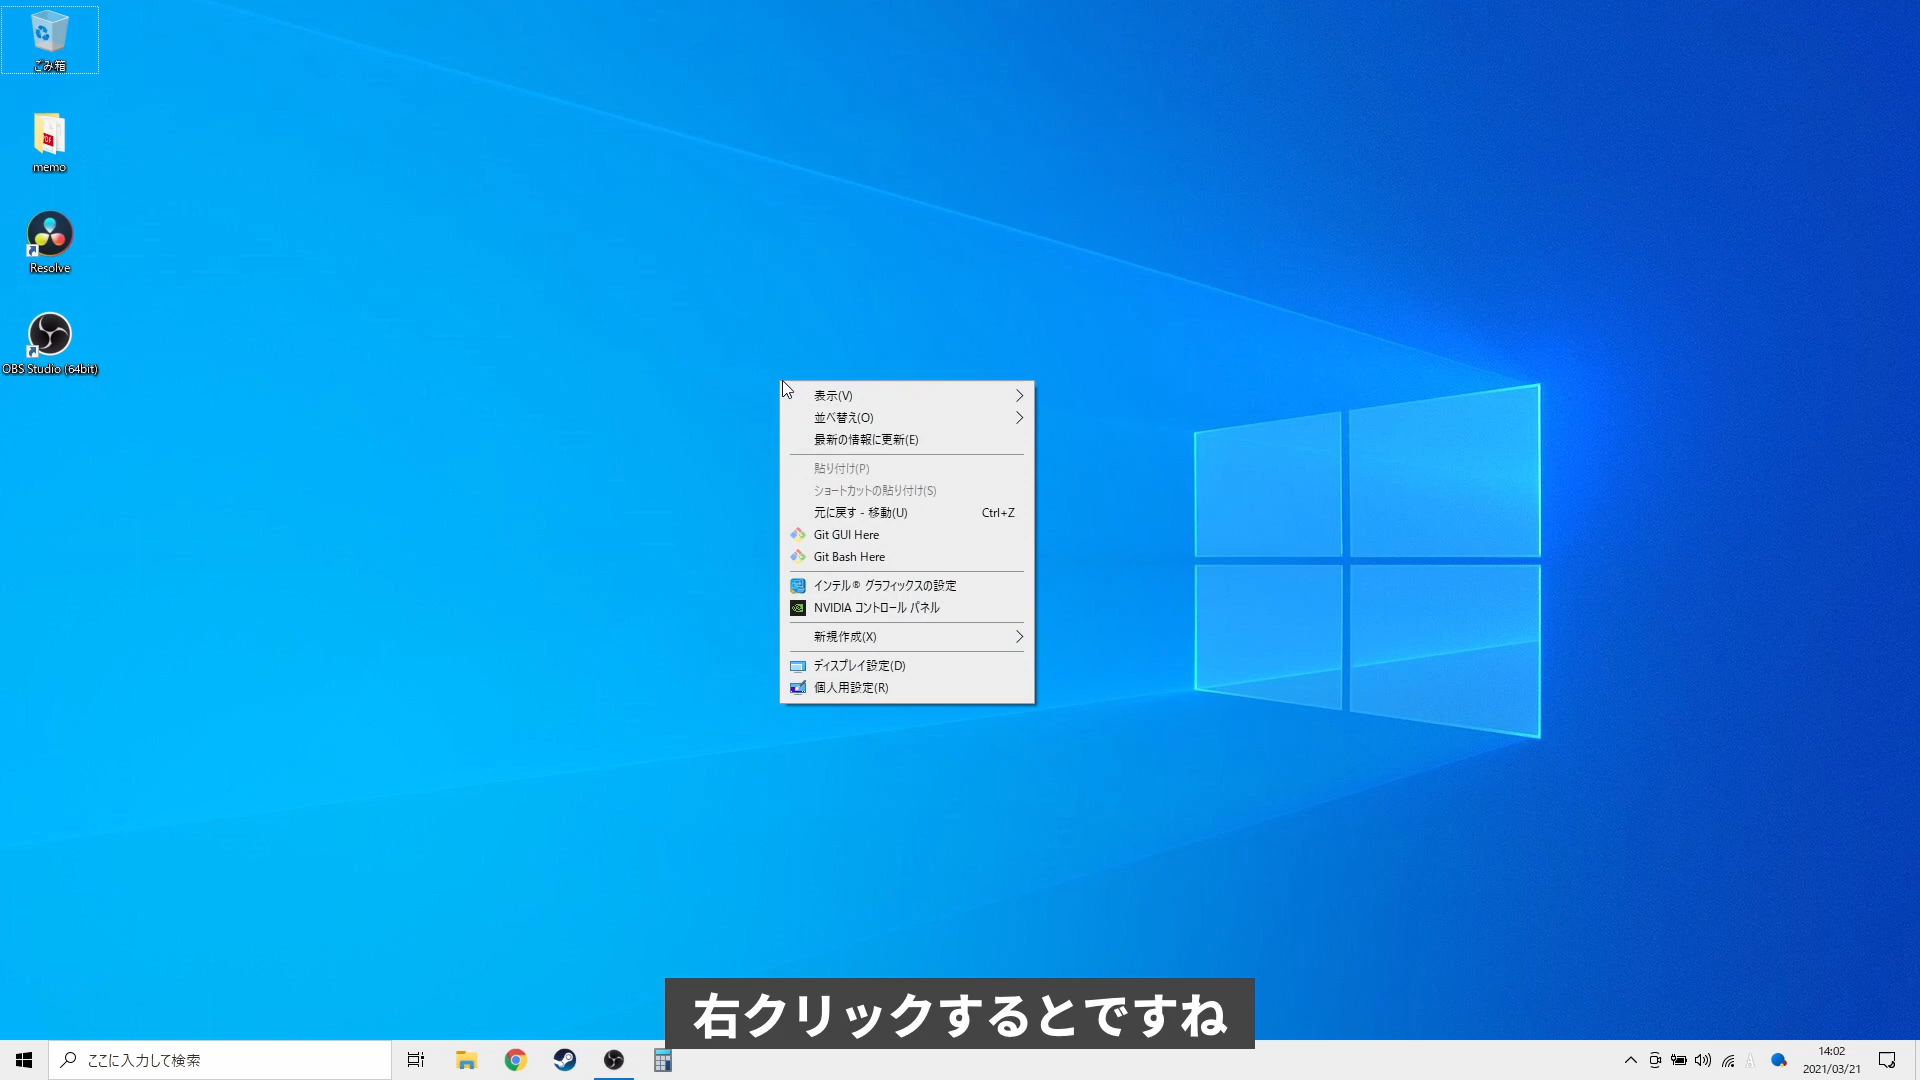 ごみ箱
memo
Resolve
OBS Studio (64bit)
表示(V)
並べ替え(O)
最新の情報に更新(E)
貼り付け(P)
ショートカットの貼り付け(S)
元に戻す - 移動(U) Ctrl+Z
Git GUI Here
Git Bash Here
インテル® グラフィックスの設定
NVIDIA コントロール パネル
新規作成(X)
ディスプレイ設定(D)
個人用設定(R)
右クリックするとですね
ここに入力して検索
A
14:02
2021/03/21